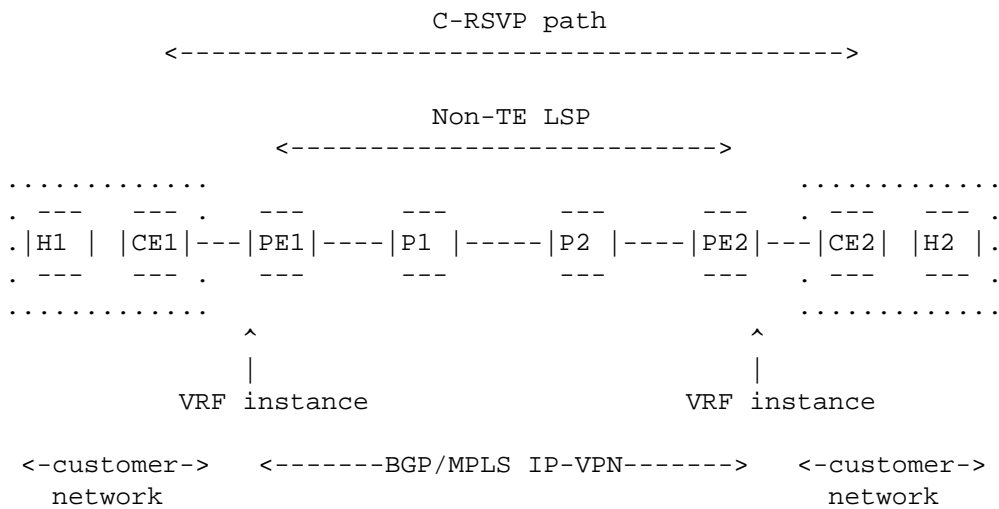 C-RSVP path
<----------------------------------------->
Non-TE LSP
<--------------------------->
.............                                     .............
. ---   ---  .   ---        ---         ---      ---  . ---   --- .
.|H1 | |CE1|---|PE1|----|P1 |-----|P2 |----|PE2|---|CE2| |H2 |.
. ---   ---  .   ---        ---         ---      ---  . ---   --- .
.............                                     .............
^                               ^
|                               |
VRF instance                    VRF instance
<-customer->   <-------BGP/MPLS IP-VPN------->   <-customer->
network                                          network